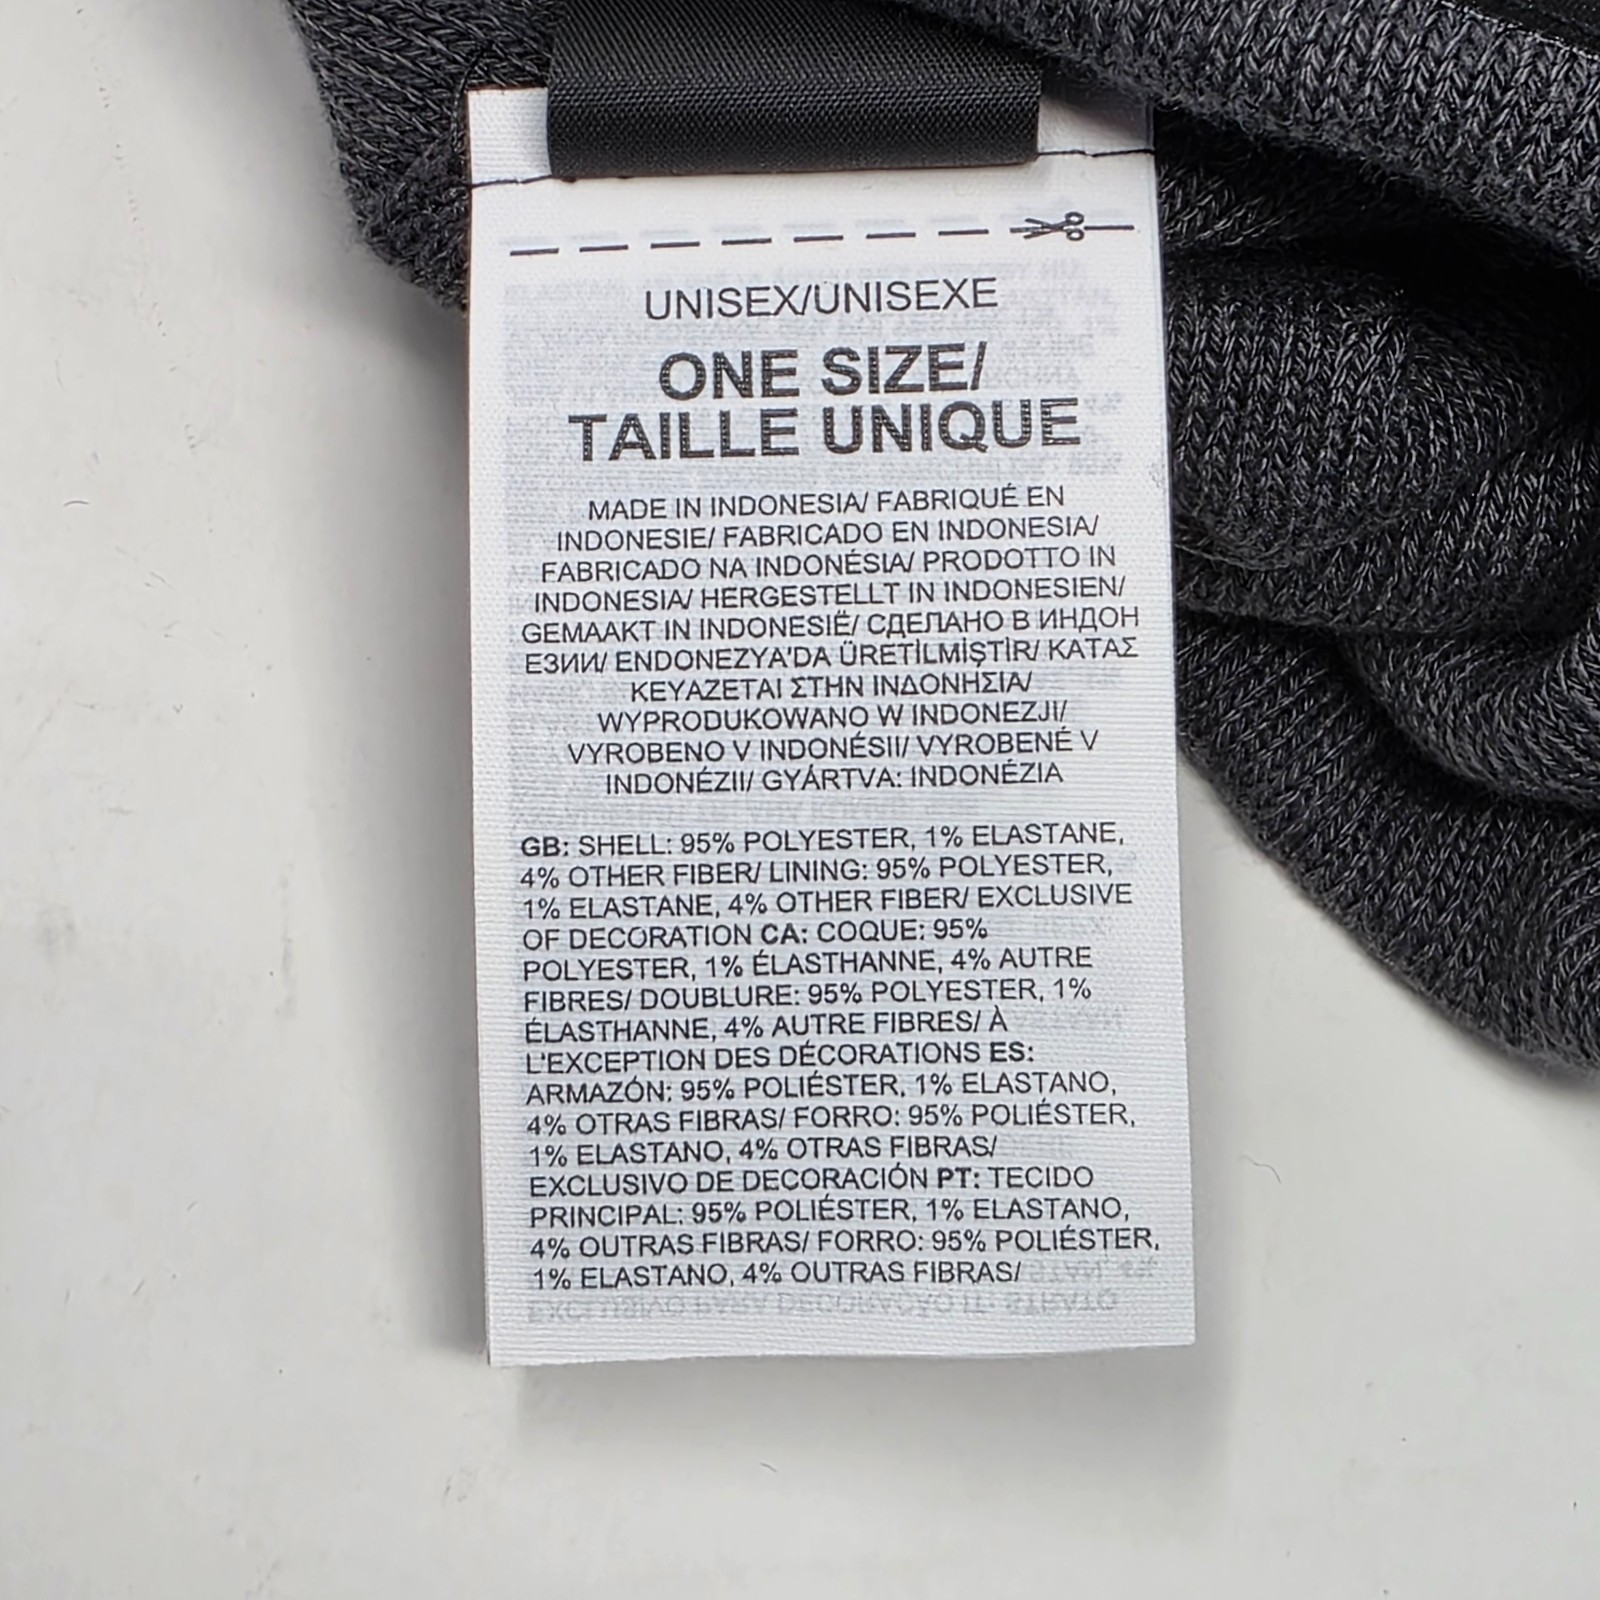 UNISEX/UNISEXE
ONE SIZE/
TAILLE UNIQUE
MADE IN INDONESIA/ FABRIQUÉ EN
INDONESIE/ FABRICADO EN INDONESIA/
FABRICADO NA INDONÉSIA/ PRODOTTO IN
INDONESIA/ HERGESTELLT IN INDONESIEN/
GEMAAKT IN INDONESIË/ СДЕЛАНО В ИНДОН
ЕЗИИ/ ENDONEZYA'DA ÜRETİLMİŞTİR/ ΚΑΤΑΣ
ΚΕΥΑΖΕΤΑΙ ΣΤΗΝ ΙΝΔΟΝΗΣΙΑ/
WYPRODUKOWANO W INDONEZJI/
VYROBENO V INDONÉSII/ VYROBENÉ V
INDONÉZII/ GYÁRTVA: INDONÉZIA
GB: SHELL: 95% POLYESTER, 1% ELASTANE,
4% OTHER FIBER/ LINING: 95% POLYESTER,
1% ELASTANE, 4% OTHER FIBER/ EXCLUSIVE
OF DECORATION CA: COQUE: 95%
POLYESTER, 1% ÉLASTHANNE, 4% AUTRE
FIBRES/ DOUBLURE: 95% POLYESTER, 1%
ÉLASTHANNE, 4% AUTRE FIBRES/ À
L'EXCEPTION DES DÉCORATIONS ES:
ARMAZÓN: 95% POLIÉSTER, 1% ELASTANO,
4% OTRAS FIBRAS/ FORRO: 95% POLIÉSTER,
1% ELASTANO, 4% OTRAS FIBRAS/
EXCLUSIVO DE DECORACIÓN PT: TECIDO
PRINCIPAL: 95% POLIÉSTER, 1% ELASTANO,
4% OUTRAS FIBRAS/ FORRO: 95% POLIÉSTER,
1% ELASTANO, 4% OUTRAS FIBRAS/